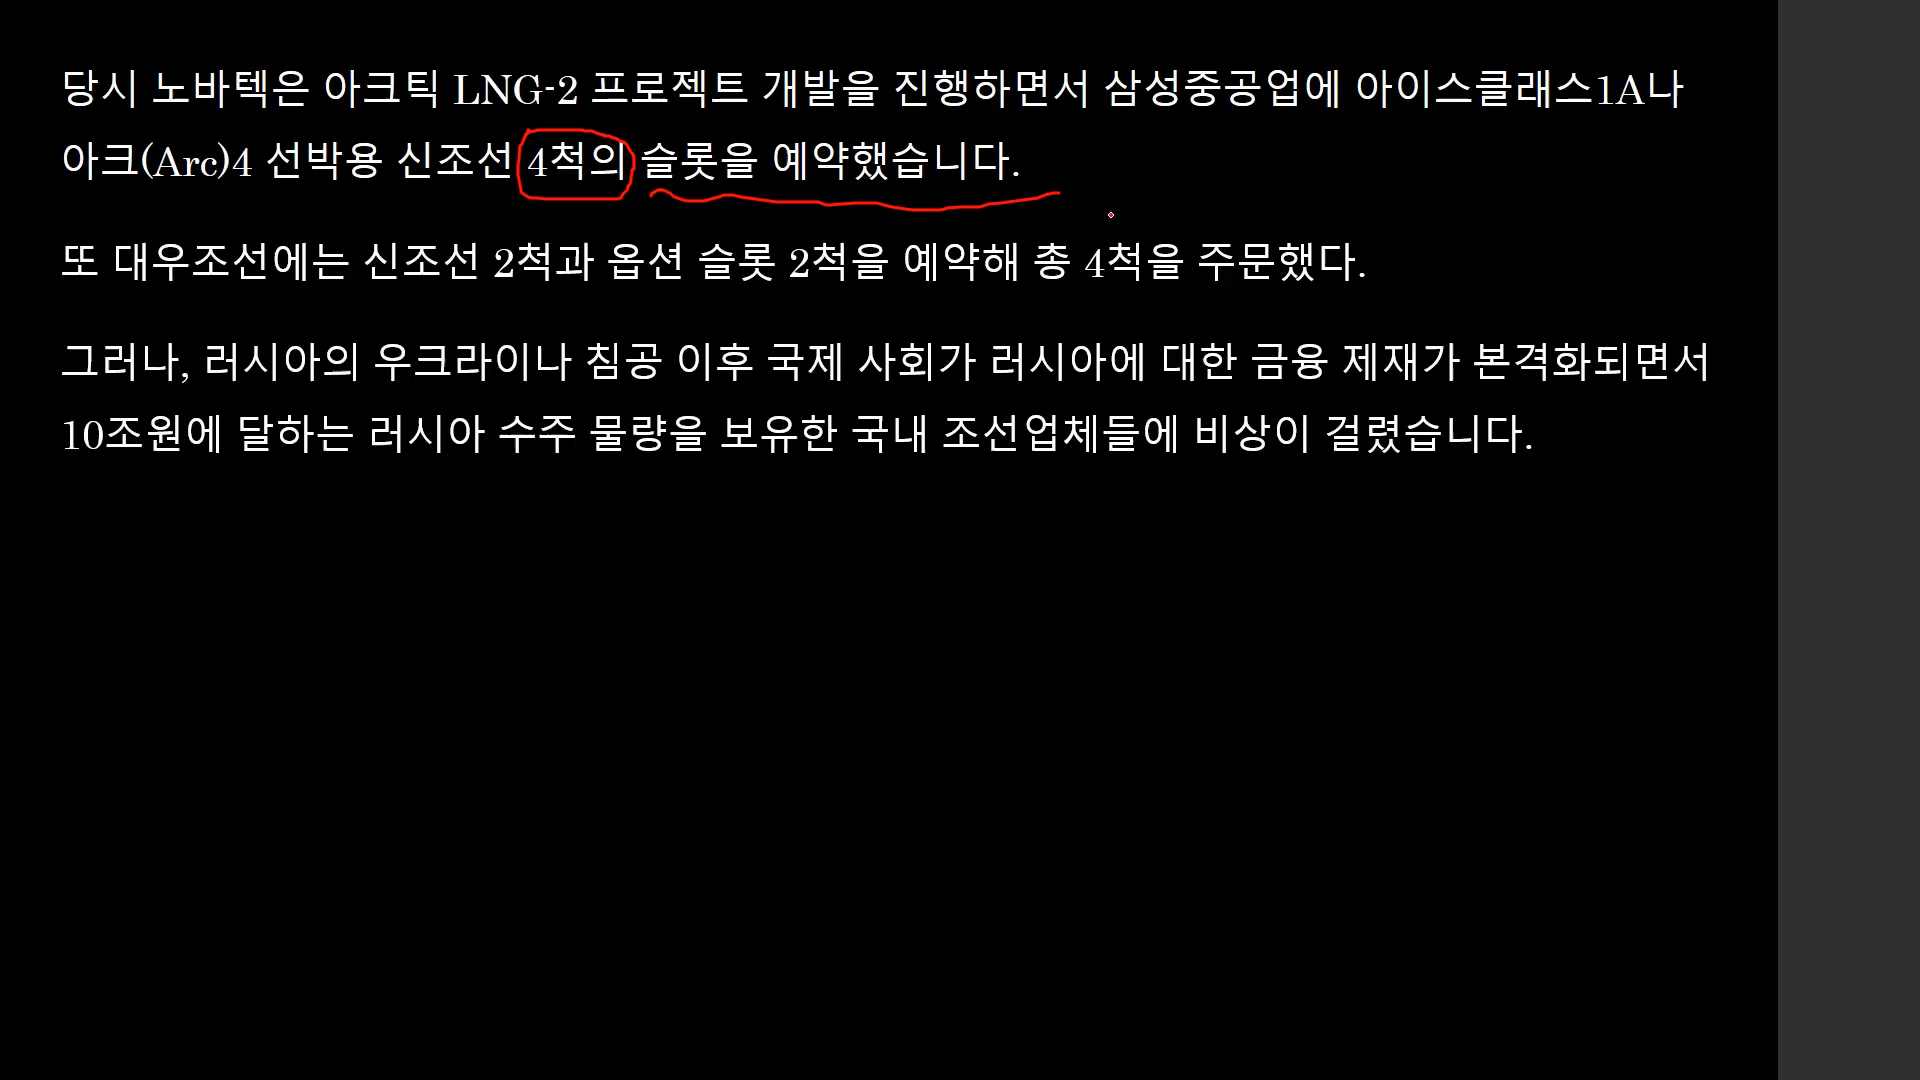 당시 노바텍은 아크틱 LNG-2 프로젝트 개발을 진행하면서 삼성중공업에 아이스클래스1A나
아크(Arc)4 선박용 신조선 4척의 슬롯을 예약했습니다.
또 대우조선에는 신조선 2척과 옵션 슬롯 2척을 예약해 총 4척을 주문했다.
그러나, 러시아의 우크라이나 침공 이후 국제 사회가 러시아에 대한 금융 제재가 본격화되면서
10조원에 달하는 러시아 수주 물량을 보유한 국내 조선업체들에 비상이 걸렸습니다.